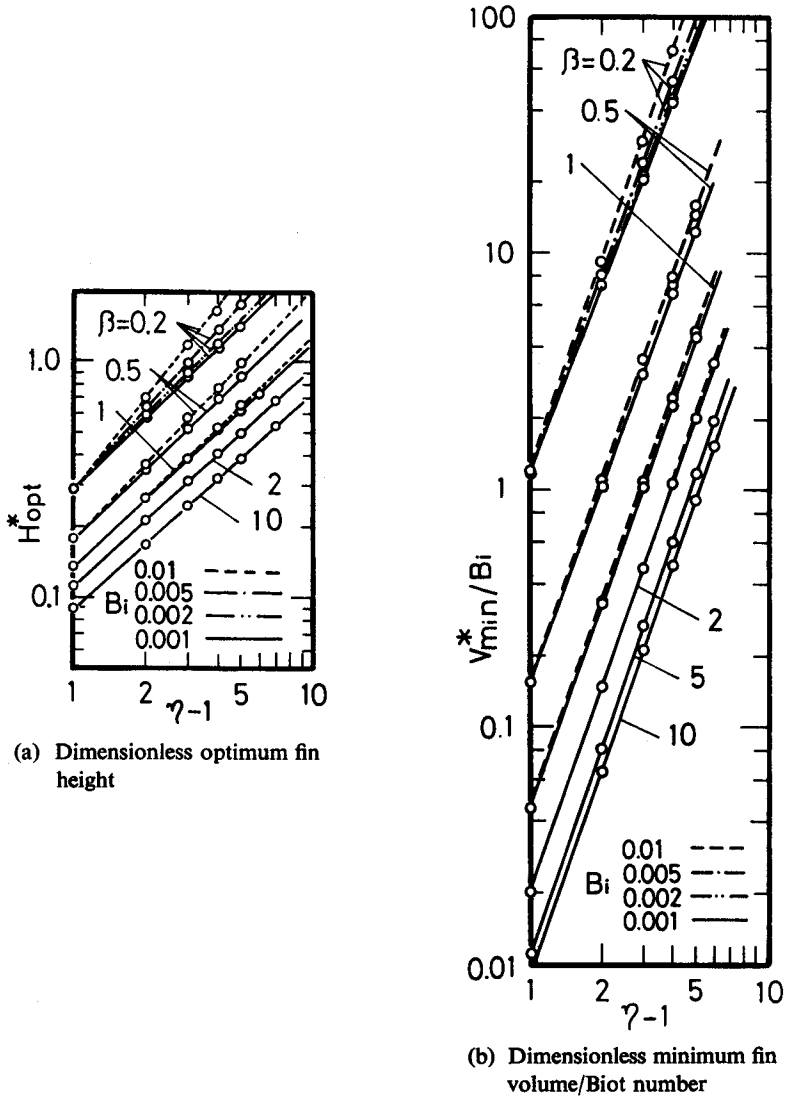 β=0.2
0.5
1
2
10
1.0
0.1
H*opt
Bi
0.01
0.005
0.002
0.001
1
2
5
10
η-1
(a) Dimensionless optimum fin
height
100
10
1
0.1
0.01
V*min/Bi
β=0.2
0.5
1
2
5
10
Bi
0.01
0.005
0.002
0.001
1
2
5
10
η-1
(b) Dimensionless minimum fin
volume/Biot number